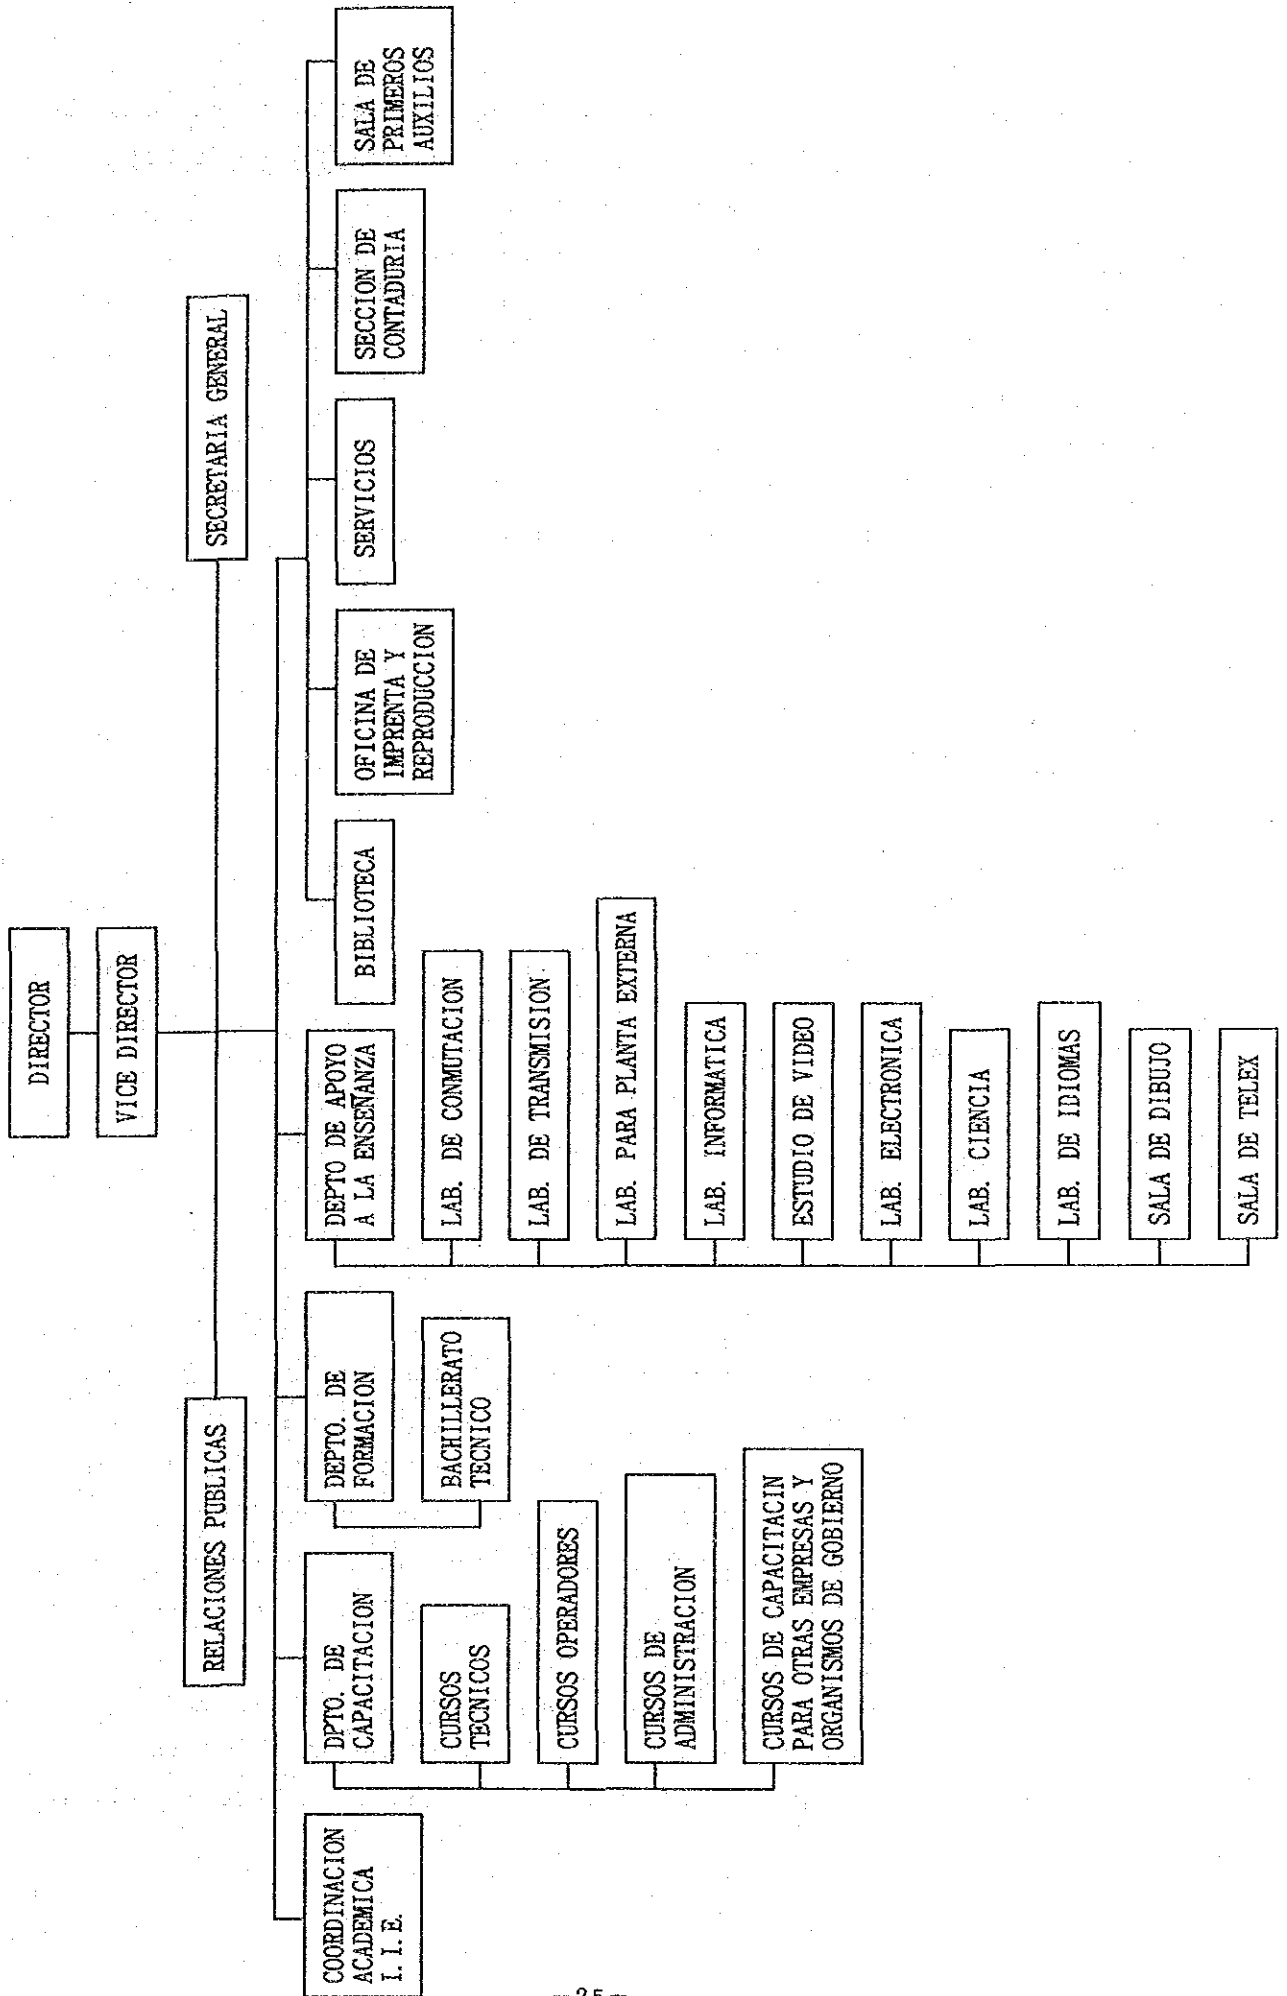 DIRECTOR
VICE DIRECTOR
RELACIONES PUBLICAS
SECRETARIA GENERAL
COORDINACION
ACADEMICA
I. I. E.
DPTO. DE
CAPACITACION
CURSOS
TECNICOS
CURSOS OPERADORES
CURSOS DE
ADMINISTRACION
CURSOS DE CAPACITACIN
PARA OTRAS EMPRESAS Y
ORGANISMOS DE GOBIERNO
DEPTO. DE
FORMACION
BACHILLERATO
TECNICO
DEPTO DE APOYO
A LA ENSEÑANZA
LAB. DE CONMUTACION
LAB. DE TRANSMISION
LAB. PARA PLANTA EXTERNA
LAB. INFORMATICA
ESTUDIO DE VIDEO
LAB. ELECTRONICA
LAB. CIENCIA
LAB. DE IDIOMAS
SALA DE DIBUJO
SALA DE TELEX
BIBLIOTECA
OFICINA DE
IMPRENTA Y
REPRODUCCION
SERVICIOS
SECCION DE
CONTADURIA
SALA DE
PRIMEROS
AUXILIOS
—25—